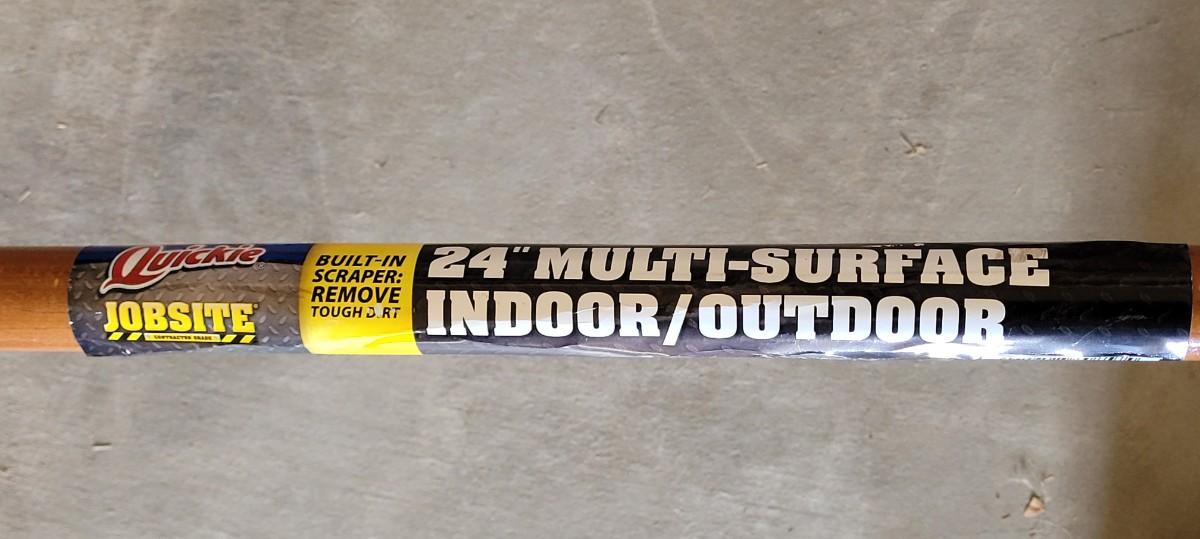 Quickie®
JOBSITE®
CONTRACTOR GRADE
BUILT-IN
SCRAPER:
REMOVE
TOUGH DIRT
24" MULTI-SURFACE
INDOOR/OUTDOOR